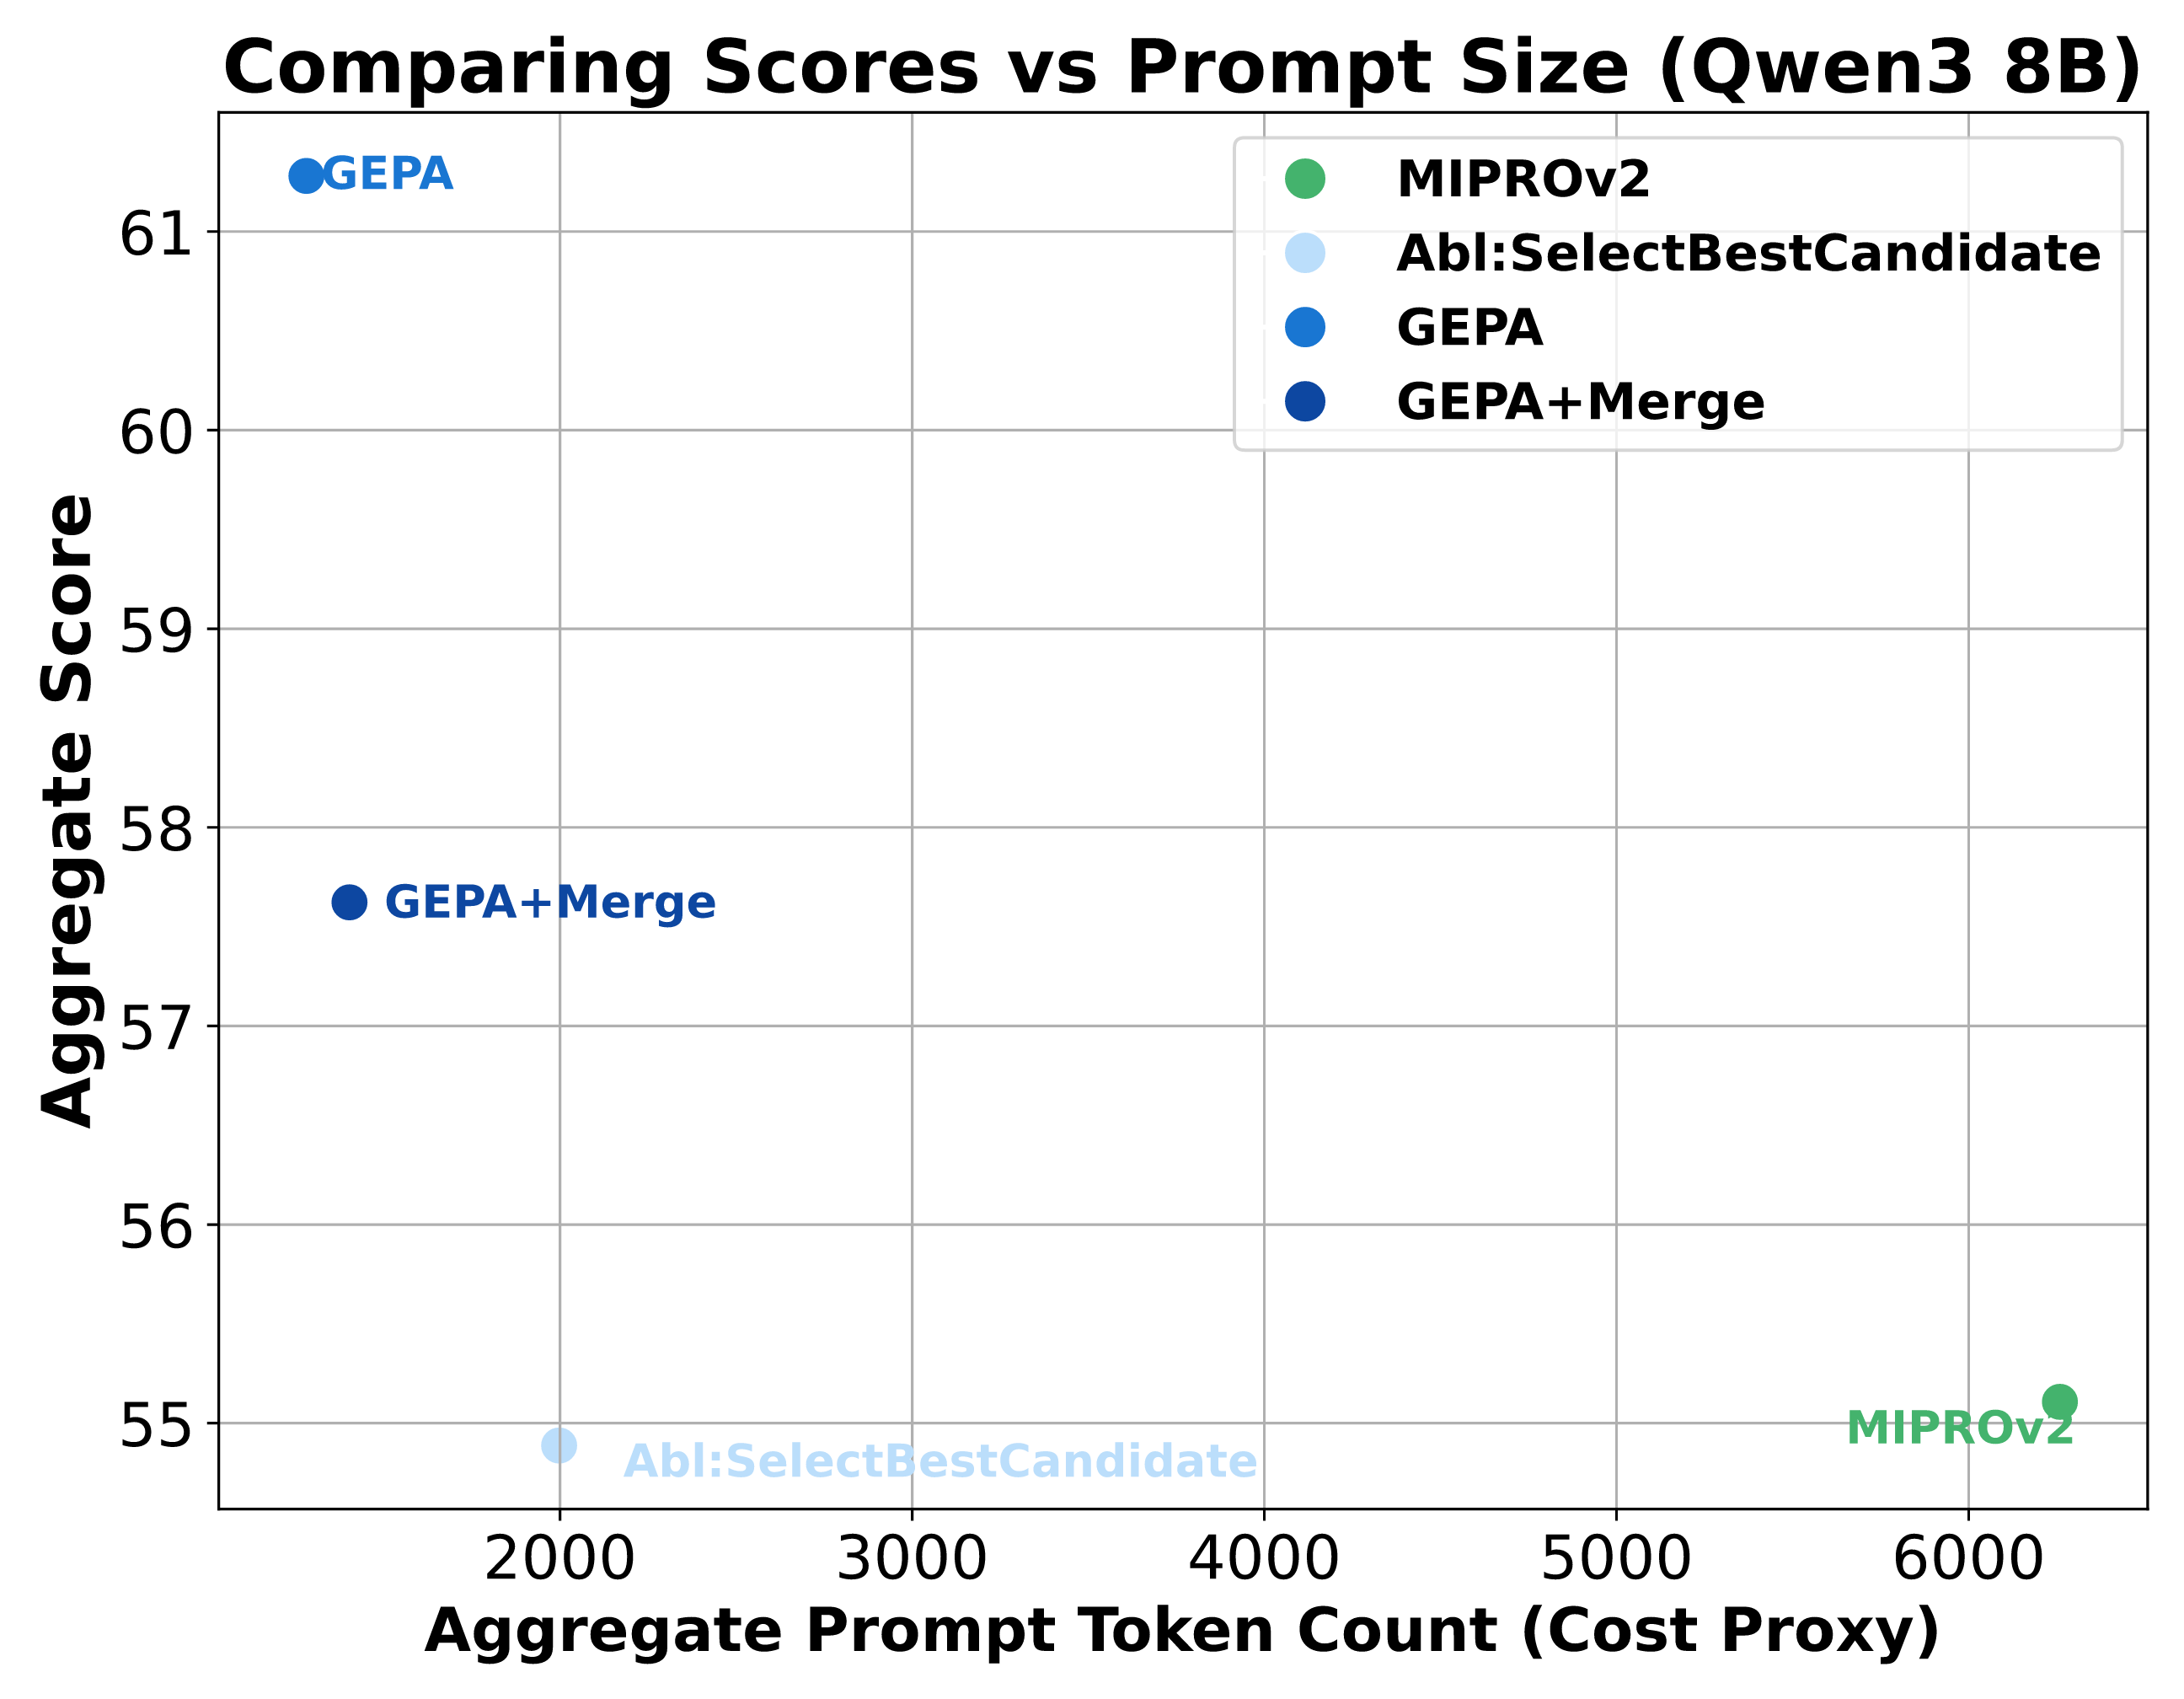 Comparing Scores vs Prompt Size (Qwen3 8B)
GEPA
MIPROv2
Abl:SelectBestCandidate
GEPA
GEPA+Merge
61
60
59
58
57
56
55
Aggregate Score
GEPA+Merge
MIPROv2
Abl:SelectBestCandidate
2000 3000 4000 5000 6000
Aggregate Prompt Token Count (Cost Proxy)